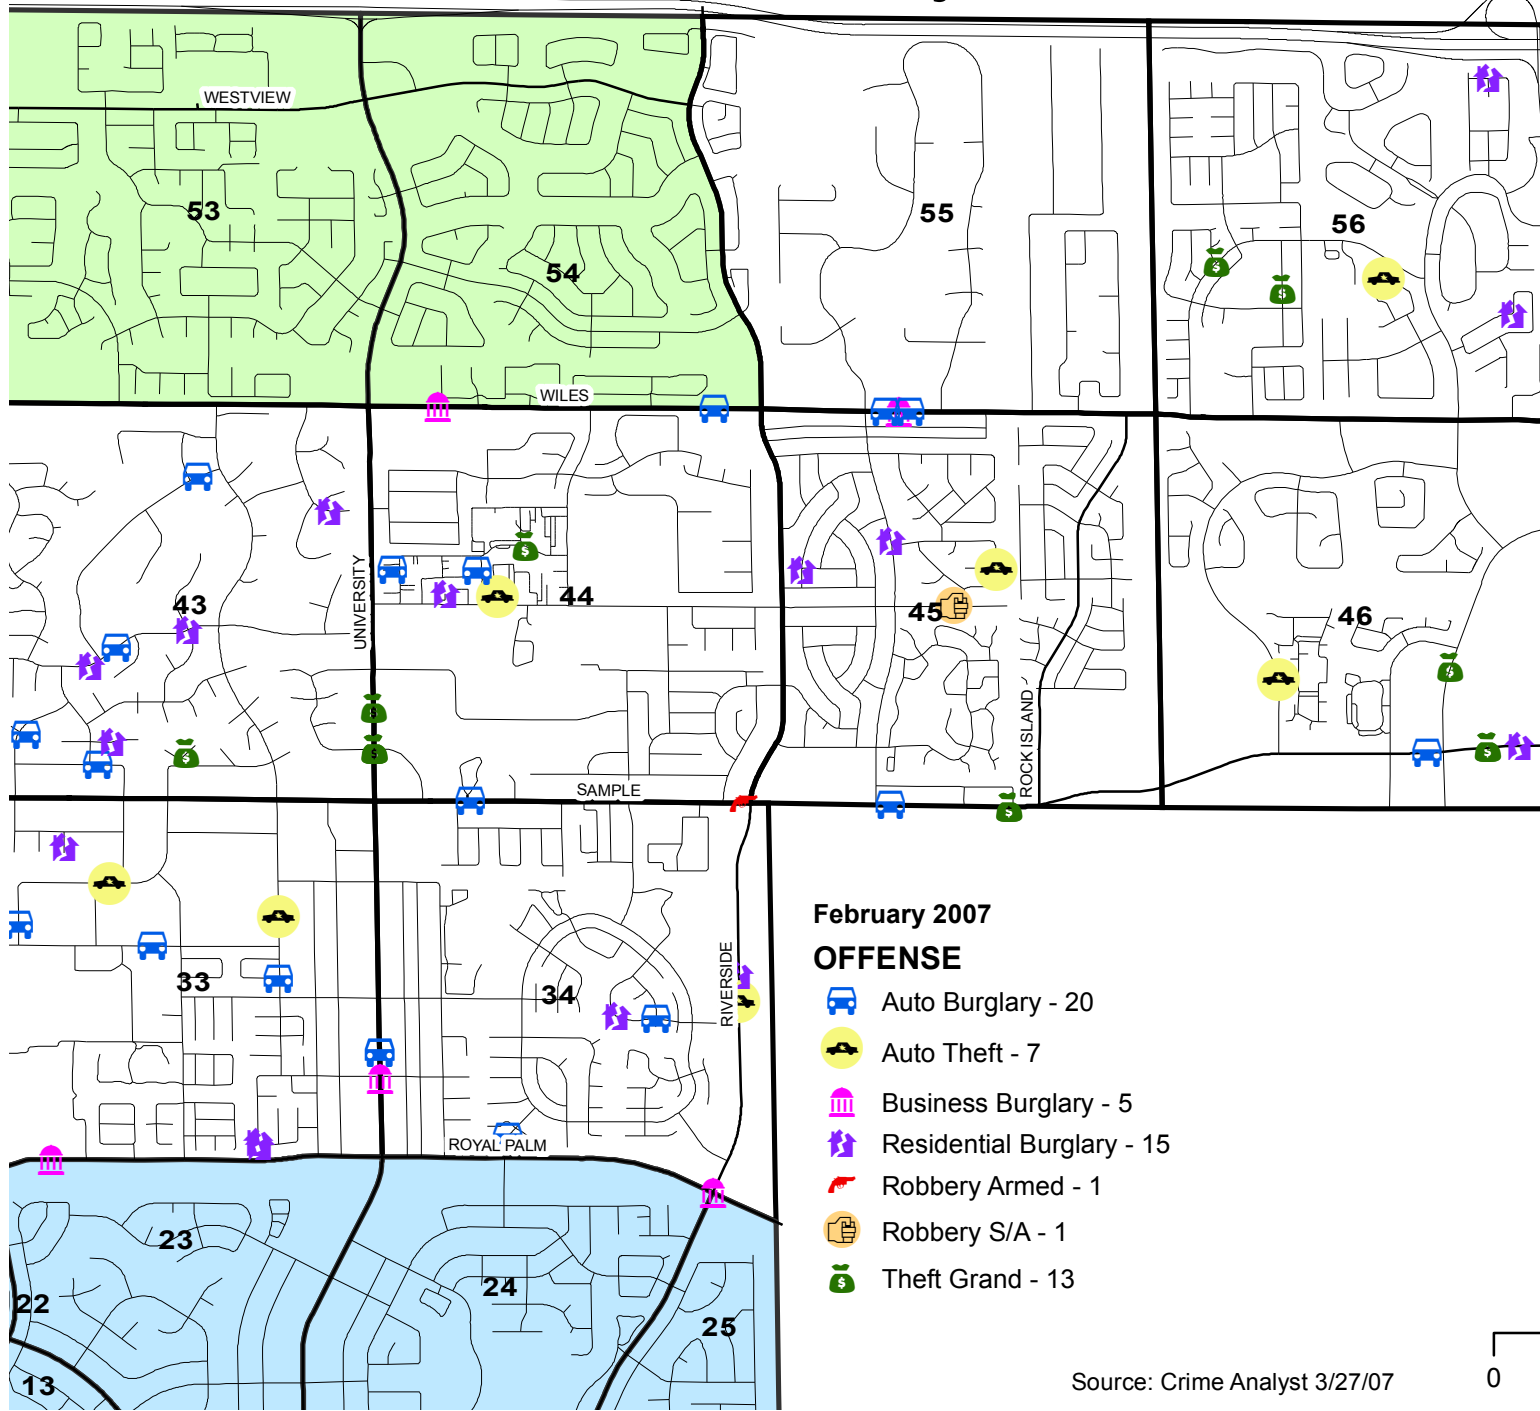 WESTVIEW
53
54
55
56
WILES
UNIVERSITY
43
44
45
46
ROCK ISLAND
SAMPLE
33
34
RIVERSIDE
ROYAL PALM
February 2007
OFFENSE
Auto Burglary - 20
Auto Theft - 7
Business Burglary - 5
Residential Burglary - 15
Robbery Armed - 1
Robbery S/A - 1
Theft Grand - 13
23
22
24
25
13
Source: Crime Analyst 3/27/07
0